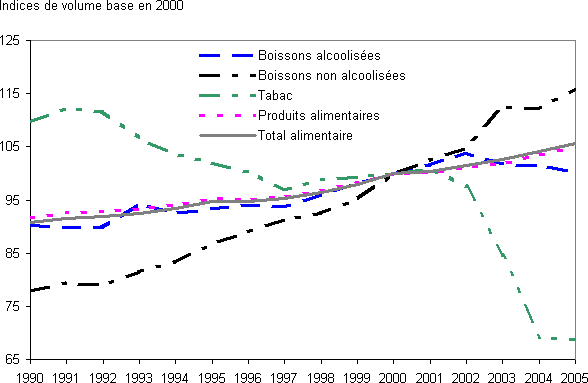 Indices de volume base en 2000
125
115
105
95
85
75
65
Boissons alcoolisées
Boissons non alcoolisées
Tabac
Produits alimentaires
Total alimentaire
1990 1991 1992 1993 1994 1995 1996 1997 1998 1999 2000 2001 2002 2003 2004 2005